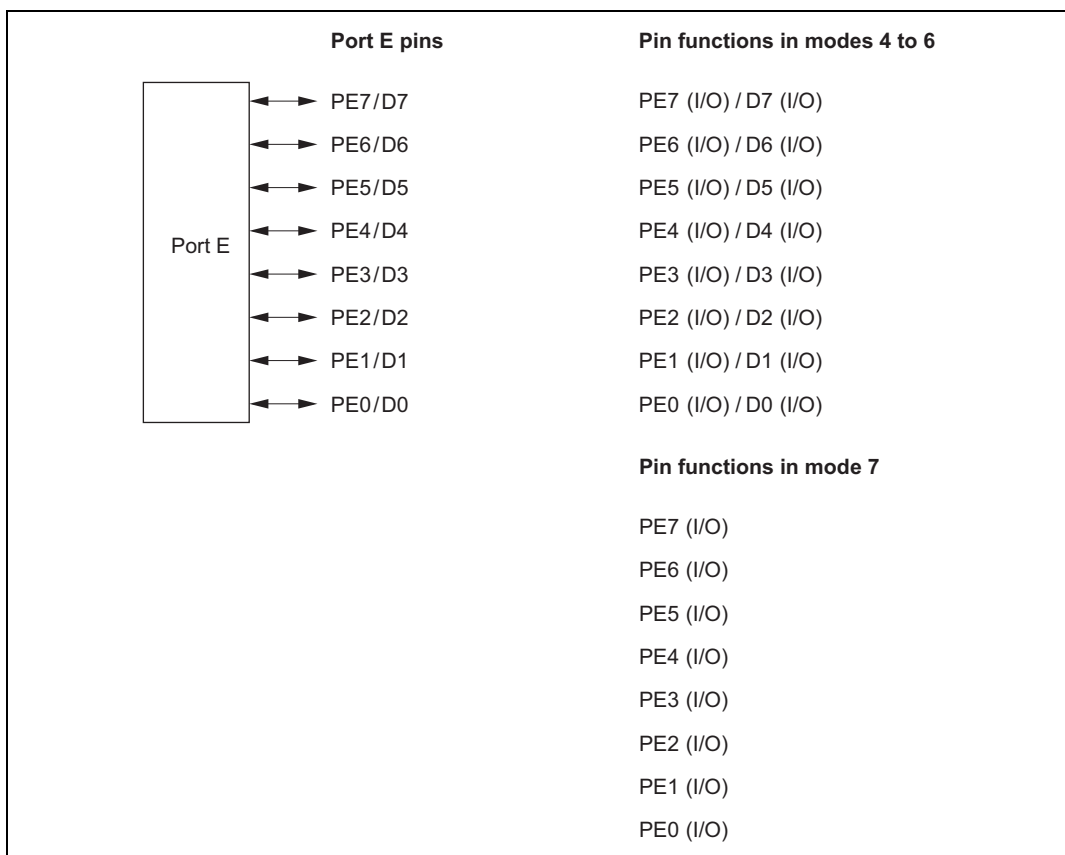 Port E pins Pin functions in modes 4 to 6
PE7/D7 PE7 (I/O) / D7 (I/O)
PE6/D6 PE6 (I/O) / D6 (I/O)
PE5/D5 PE5 (I/O) / D5 (I/O)
PE4/D4 PE4 (I/O) / D4 (I/O)
Port E
PE3/D3 PE3 (I/O) / D3 (I/O)
PE2/D2 PE2 (I/O) / D2 (I/O)
PE1/D1 PE1 (I/O) / D1 (I/O)
PE0/D0 PE0 (I/O) / D0 (I/O)
Pin functions in mode 7
PE7 (I/O)
PE6 (I/O)
PE5 (I/O)
PE4 (I/O)
PE3 (I/O)
PE2 (I/O)
PE1 (I/O)
PE0 (I/O)